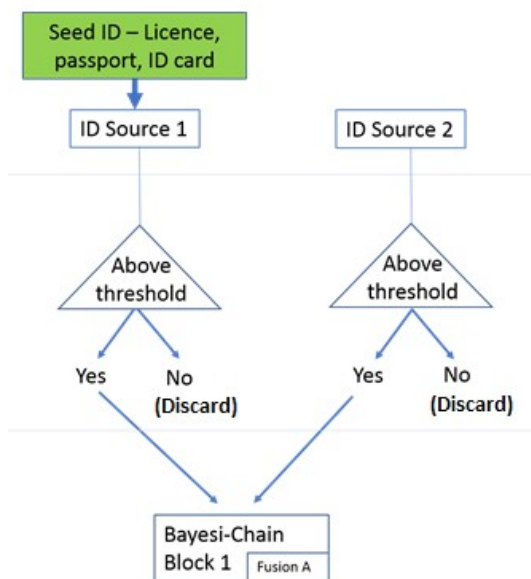 Seed ID – Licence,
passport, ID card
ID Source 1
ID Source 2
Above
threshold
Above
threshold
Yes
No
(Discard)
Yes
No
(Discard)
Bayesi-Chain
Block 1
Fusion A